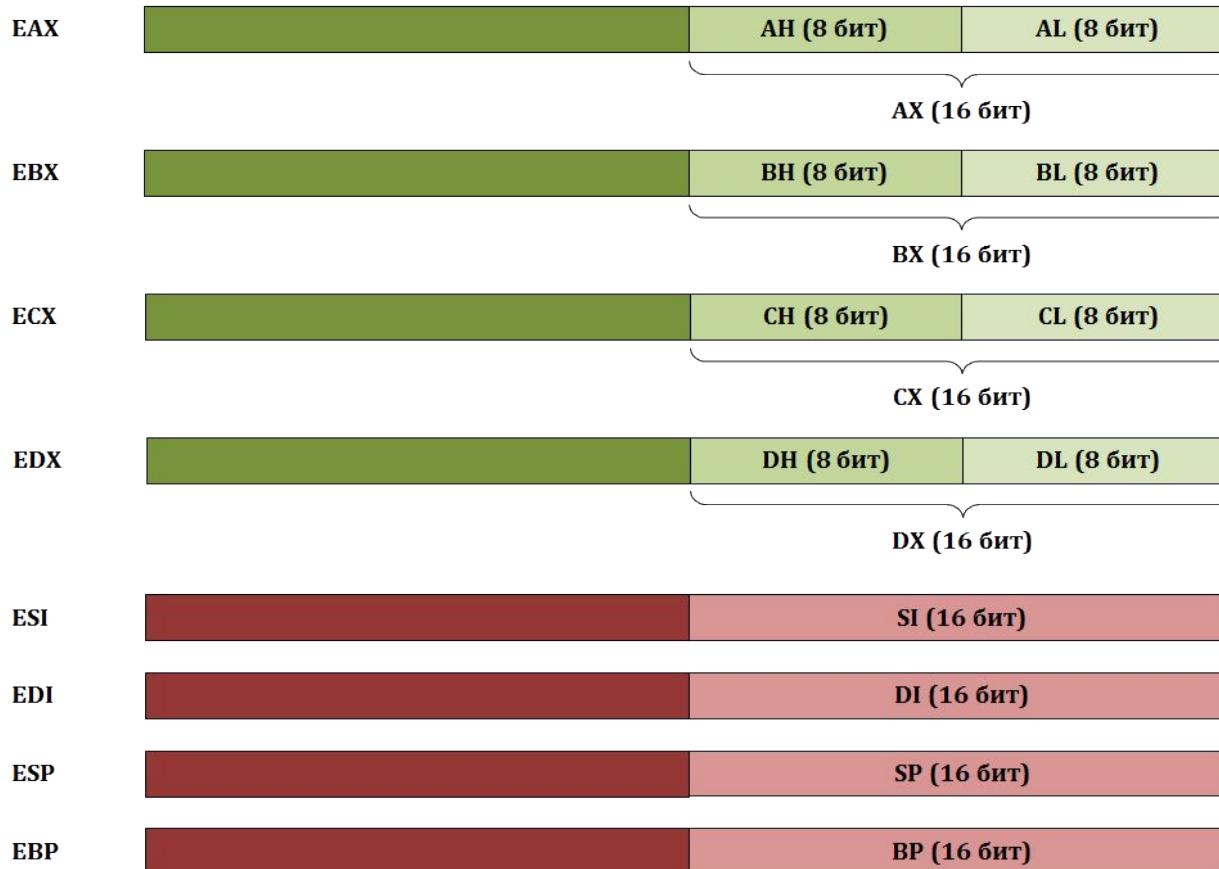 EAX AH (8 бит) AL (8 бит)
AX (16 бит)
EBX BH (8 бит) BL (8 бит)
BX (16 бит)
ECX CH (8 бит) CL (8 бит)
CX (16 бит)
EDX DH (8 бит) DL (8 бит)
DX (16 бит)
ESI SI (16 бит)
EDI DI (16 бит)
ESP SP (16 бит)
EBP BP (16 бит)